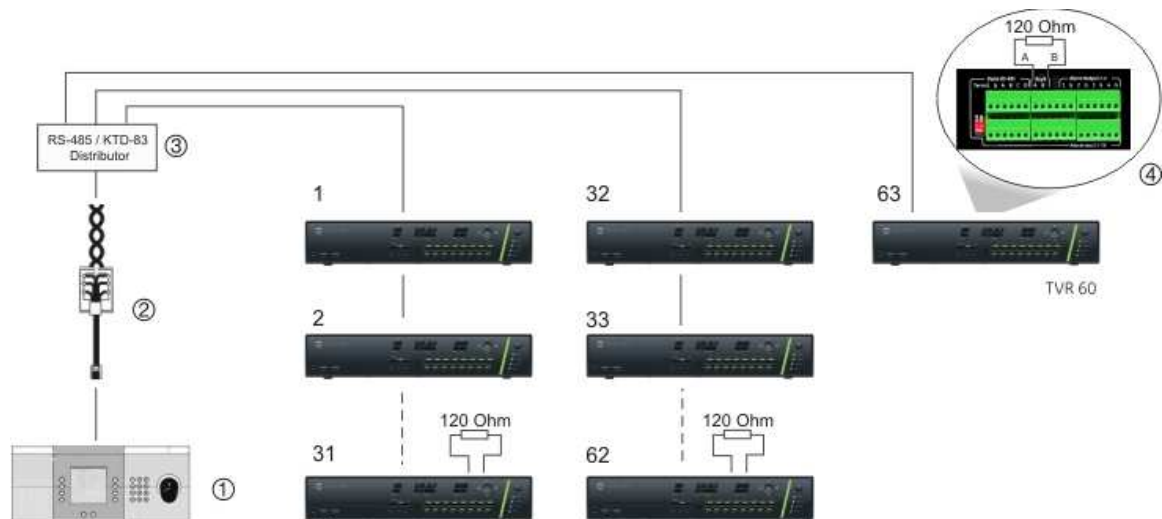 120 Ohm
A B
RS-485 / KTD-83
Distributor
③
④
1
32
63
TVR 60
②
2
33
120 Ohm
120 Ohm
31
62
①